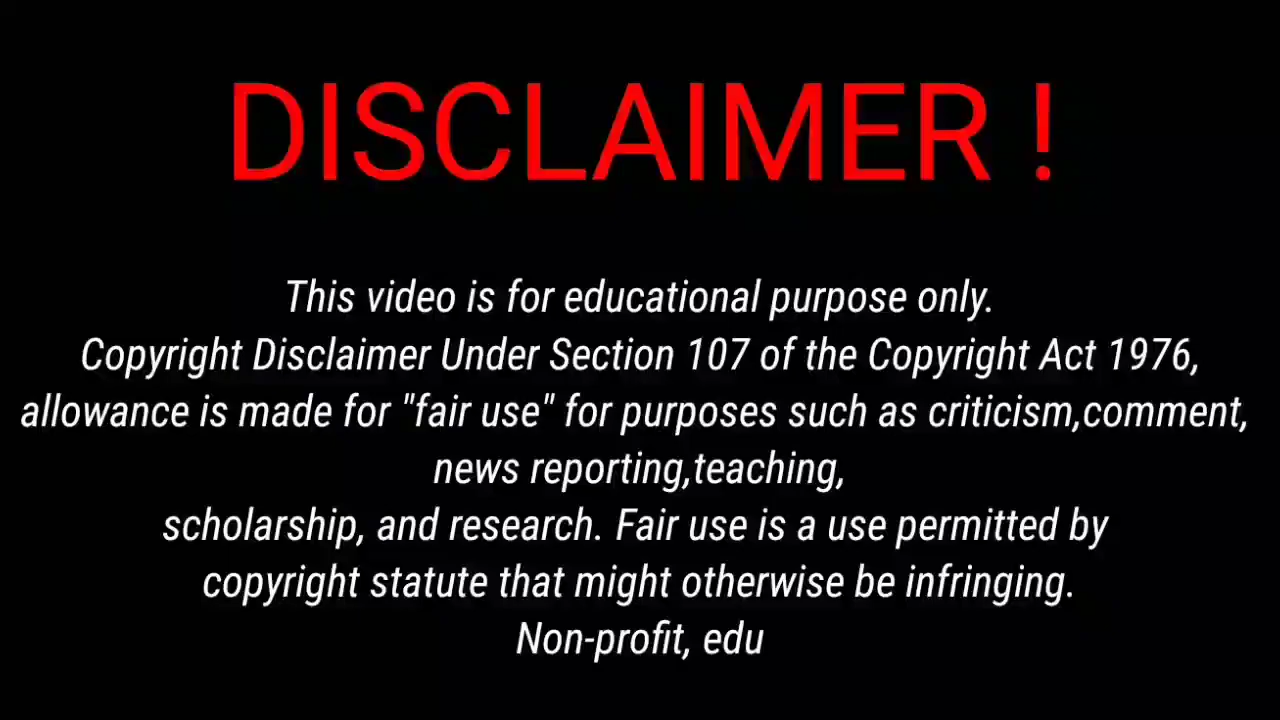 DISCLAIMER !
This video is for educational purpose only.
Copyright Disclaimer Under Section 107 of the Copyright Act 1976,
allowance is made for "fair use" for purposes such as criticism,comment,
news reporting,teaching,
scholarship, and research. Fair use is a use permitted by
copyright statute that might otherwise be infringing.
Non-profit, edu